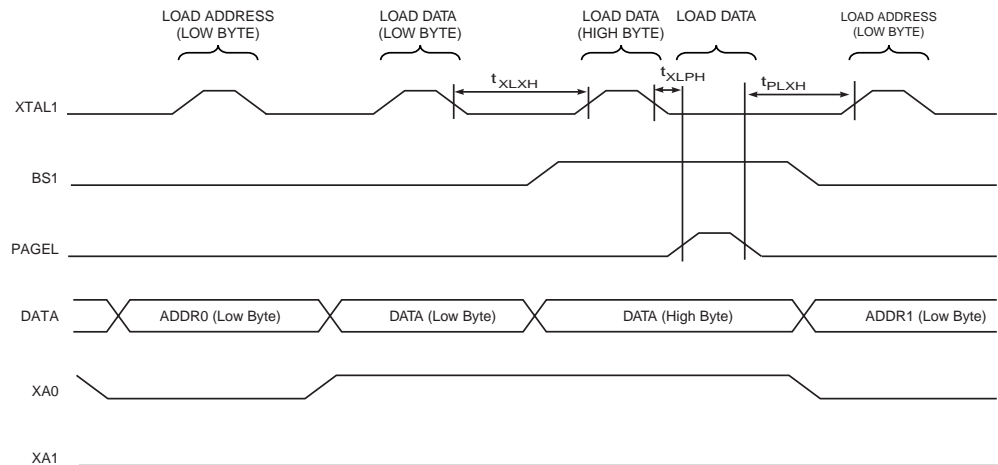 LOAD ADDRESS
(LOW BYTE)
LOAD DATA
(LOW BYTE)
LOAD DATA
(HIGH BYTE)
LOAD DATA
LOAD ADDRESS
(LOW BYTE)
tXLXH
tXLPH
tPLXH
XTAL1
BS1
PAGEL
DATA
ADDR0 (Low Byte)
DATA (Low Byte)
DATA (High Byte)
ADDR1 (Low Byte)
XA0
XA1